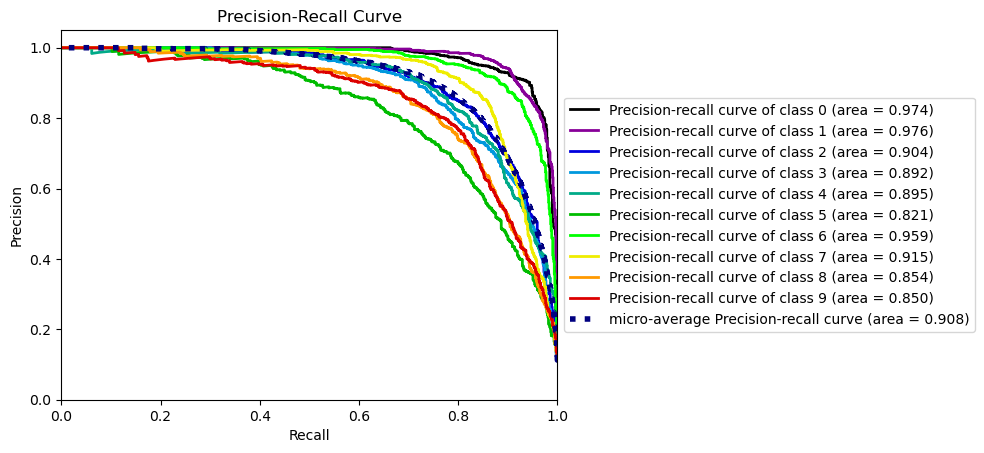 Precision-Recall Curve
1.0
0.8
0.6
0.4
0.2
0.0
Precision
0.0 0.2 0.4 0.6 0.8 1.0
Recall
Precision-recall curve of class 0 (area = 0.974)
Precision-recall curve of class 1 (area = 0.976)
Precision-recall curve of class 2 (area = 0.904)
Precision-recall curve of class 3 (area = 0.892)
Precision-recall curve of class 4 (area = 0.895)
Precision-recall curve of class 5 (area = 0.821)
Precision-recall curve of class 6 (area = 0.959)
Precision-recall curve of class 7 (area = 0.915)
Precision-recall curve of class 8 (area = 0.854)
Precision-recall curve of class 9 (area = 0.850)
micro-average Precision-recall curve (area = 0.908)